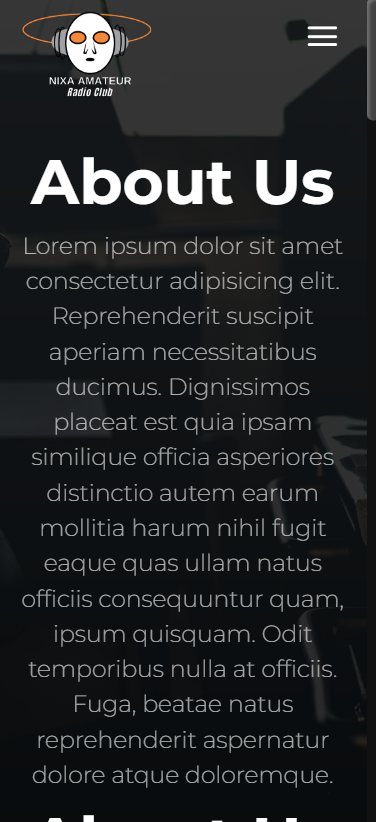 NIXA AMATEUR
Radio Club
About Us
Lorem ipsum dolor sit amet
consectetur adipisicing elit.
Reprehenderit suscipit
aperiam necessitatibus
ducimus. Dignissimos
placeat est quia ipsam
similique officia asperiores
distinctio autem earum
mollitia harum nihil fugit
eaque quas ullam natus
officiis consequuntur quam,
ipsum quisquam. Odit
temporibus nulla at officiis.
Fuga, beatae natus
reprehenderit aspernatur
dolore atque doloremque.